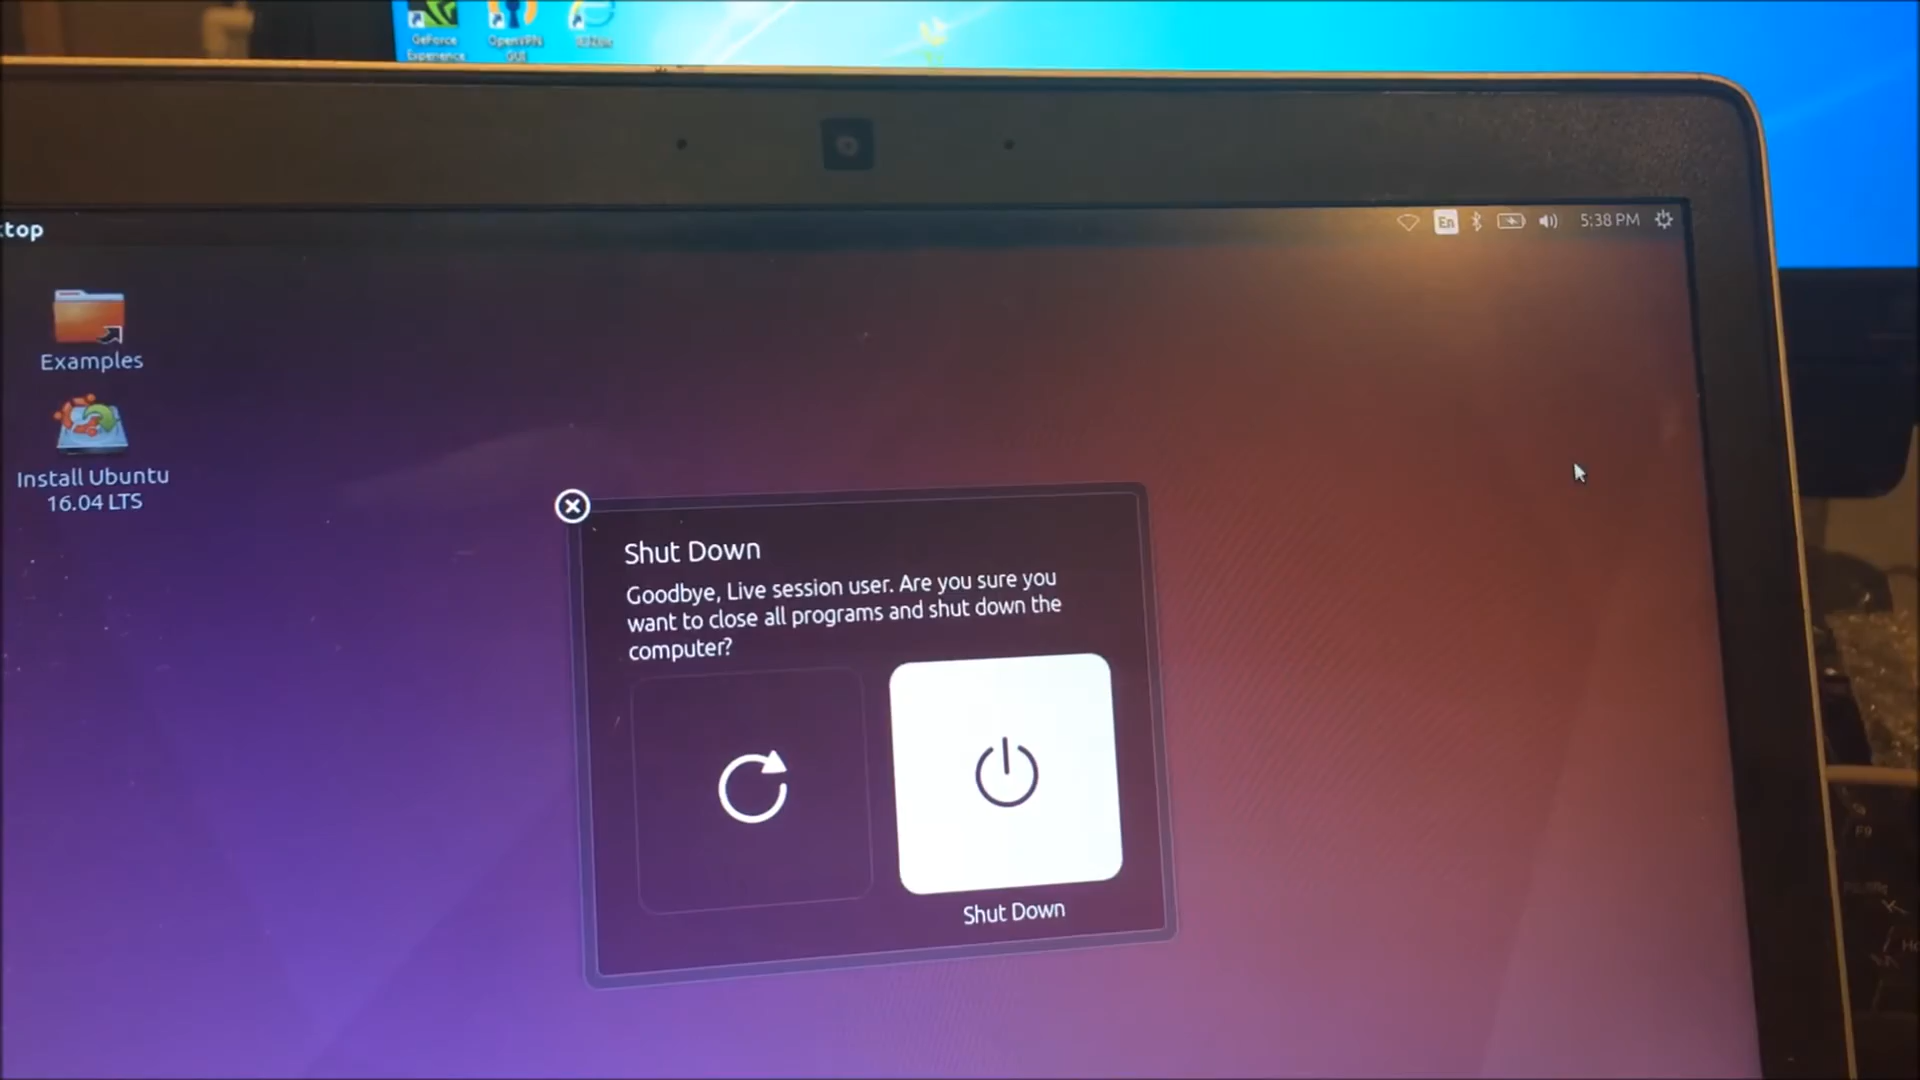 GeForce
Experience
OpenVPN
GUI
top
En
5:38 PM
Examples
Install Ubuntu
16.04 LTS
Shut Down
Goodbye, Live session user. Are you sure you
want to close all programs and shut down the
computer?
Shut Down
F9